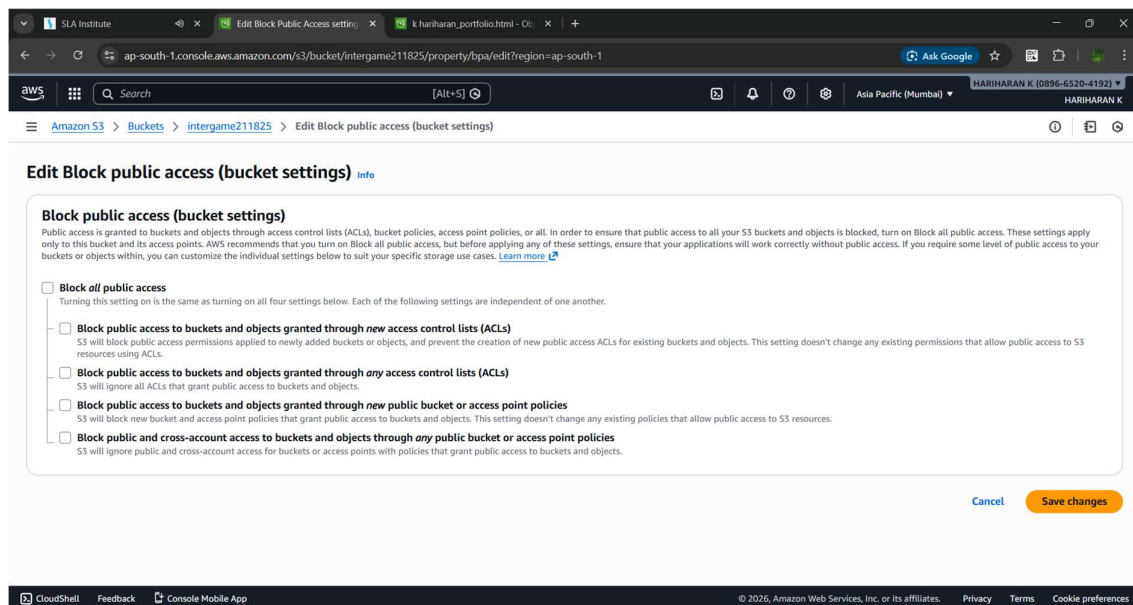 SLA Institute
Edit Block Public Access setting
k hariharan_portfolio.html - Ob
ap-south-1.console.aws.amazon.com/s3/bucket/intergame211825/property/bpa/edit?region=ap-south-1
Ask Google
aws
Search
[Alt+S]
Asia Pacific (Mumbai)
HARIHARAN K (0896-6520-4192)
HARIHARAN K
Amazon S3 > Buckets > intergame211825 > Edit Block public access (bucket settings)
Edit Block public access (bucket settings) Info
Block public access (bucket settings)
Public access is granted to buckets and objects through access control lists (ACLs), bucket policies, access point policies, or all. In order to ensure that public access to all your S3 buckets and objects is blocked, turn on Block all public access. These settings apply
only to this bucket and its access points. AWS recommends that you turn on Block all public access, but before applying any of these settings, ensure that your applications will work correctly without public access. If you require some level of public access to your
buckets or objects within, you can customize the individual settings below to suit your specific storage use cases. Learn more
Block all public access
Turning this setting on is the same as turning on all four settings below. Each of the following settings are independent of one another.
Block public access to buckets and objects granted through new access control lists (ACLs)
S3 will block public access permissions applied to newly added buckets or objects, and prevent the creation of new public access ACLs for existing buckets and objects. This setting doesn't change any existing permissions that allow public access to S3
resources using ACLs.
Block public access to buckets and objects granted through any access control lists (ACLs)
S3 will ignore all ACLs that grant public access to buckets and objects.
Block public access to buckets and objects granted through new public bucket or access point policies
S3 will block new bucket and access point policies that grant public access to buckets and objects. This setting doesn't change any existing policies that allow public access to S3 resources.
Block public and cross-account access to buckets and objects through any public bucket or access point policies
S3 will ignore public and cross-account access for buckets or access points with policies that grant public access to buckets and objects.
Cancel
Save changes
CloudShell Feedback Console Mobile App
© 2026, Amazon Web Services, Inc. or its affiliates. Privacy Terms Cookie preferences